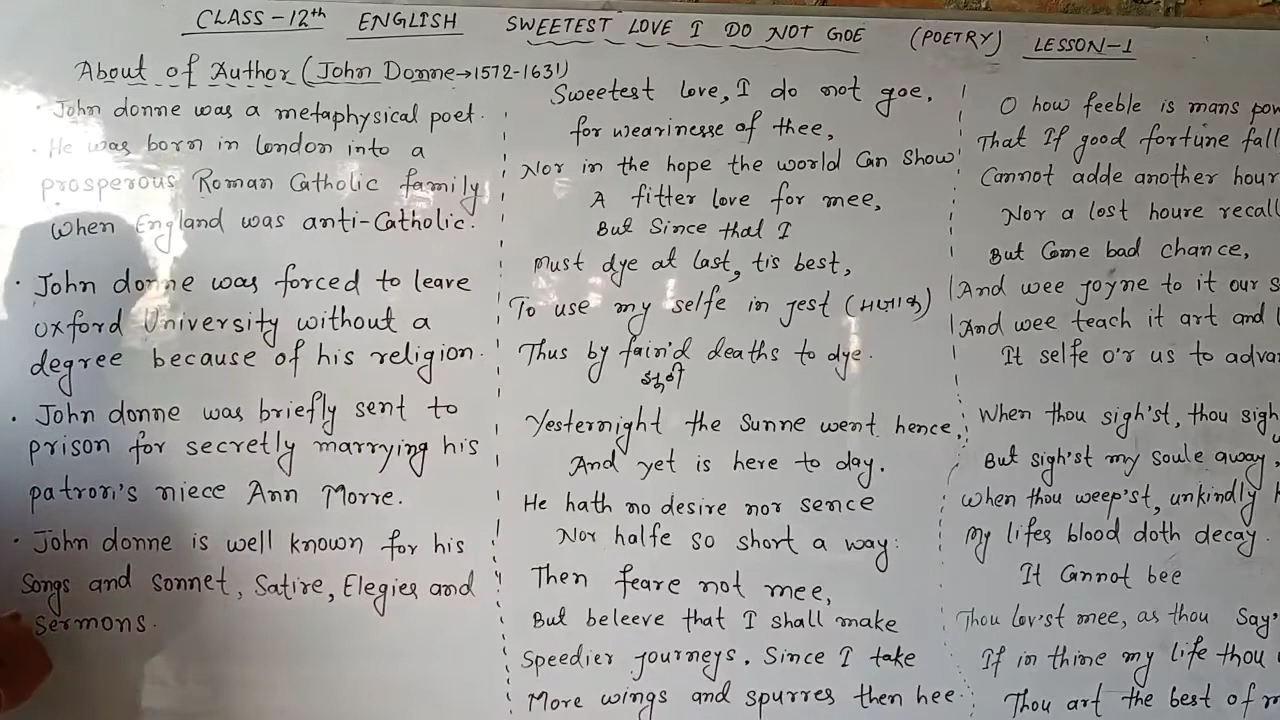 CLASS-12th ENGLISH SWEETEST LOVE I DO NOT GOE (POETRY) LESSON-1
About of Author (John Donne→1572-1631)
· John donne was a metaphysical poet.
· He was born in london into a
prosperous Roman Catholic family
when England was anti-Catholic.
· John donne was forced to leave
oxford University without a
degree because of his religion.
· John donne was briefly sent to
prison for secretly marrying his
patrori's niece Ann Morre.
· John donne is well known for his
songs and sonnet, Satire, Elegies and
sermons.
Sweetest love, I do not goe,
for wearinesse of thee,
Nor in the hope the world Can show
A fitter love for mee,
But Since that I
Must dye at last, tis best,
To use my selfe in jest (मजाक)
Thus by fain'd deaths to dye.
Yesternight the Sunne went hence,
And yet is here to day.
He hath no desire nor sence
Nor halfe so short a way:
Then feare not mee,
But beleeve that I shall make
Speedier journeys. Since I take
More wings and spurres then hee.
O how feeble is mans
That If good fortune fall
Cannot adde another hour
Nor a lost houre recall
But Come bad chance,
And wee joyne to it our
And wee teach it art and
It selfe o'r us to
When thou sigh'st, thou
But sigh'st my soule away,
When thou weep'st, unkindly
My lifes blood doth decay.
It Cannot bee
Thou lov'st mee, as thou
If in thine my life thou
Thou art the best of